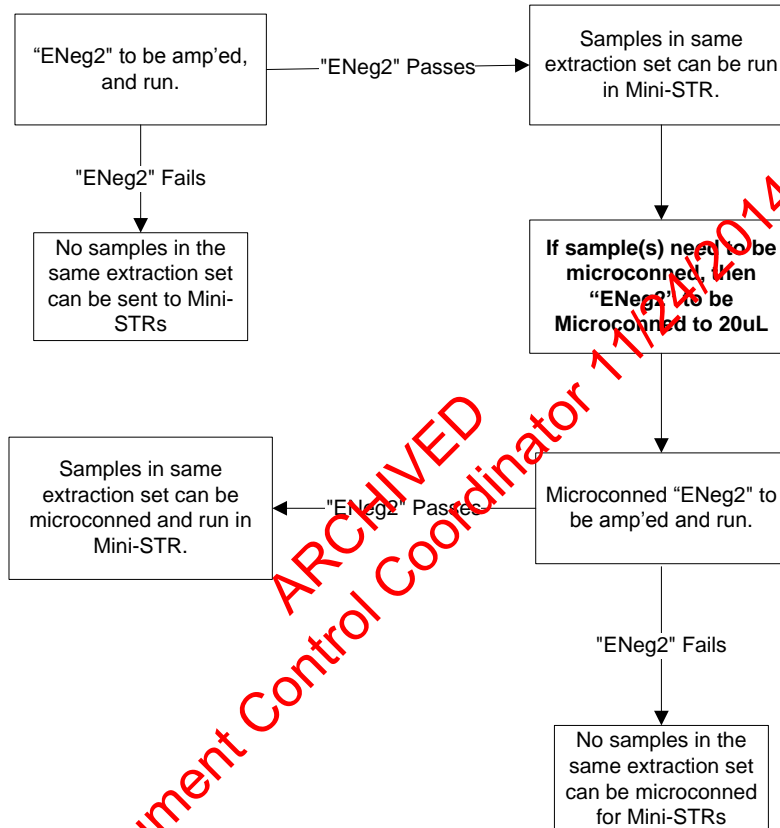 “ENeg2" to be amp’ed,
and run.
"ENeg2" Passes
Samples in same
extraction set can be run
in Mini-STR.
"ENeg2" Fails
No samples in the
same extraction set
can be sent to Mini-
STRs
If sample(s) need to be
microconned, then
“ENeg2” to be
Microconned to 20uL
Samples in same
extraction set can be
microconned and run in
Mini-STR.
"ENeg2" Passes
Microconned “ENeg2" to
be amp’ed and run.
"ENeg2" Fails
No samples in the
same extraction set
can be microconned
for Mini-STRs
ARCHIVED
Control Coordinator 11/24/2014